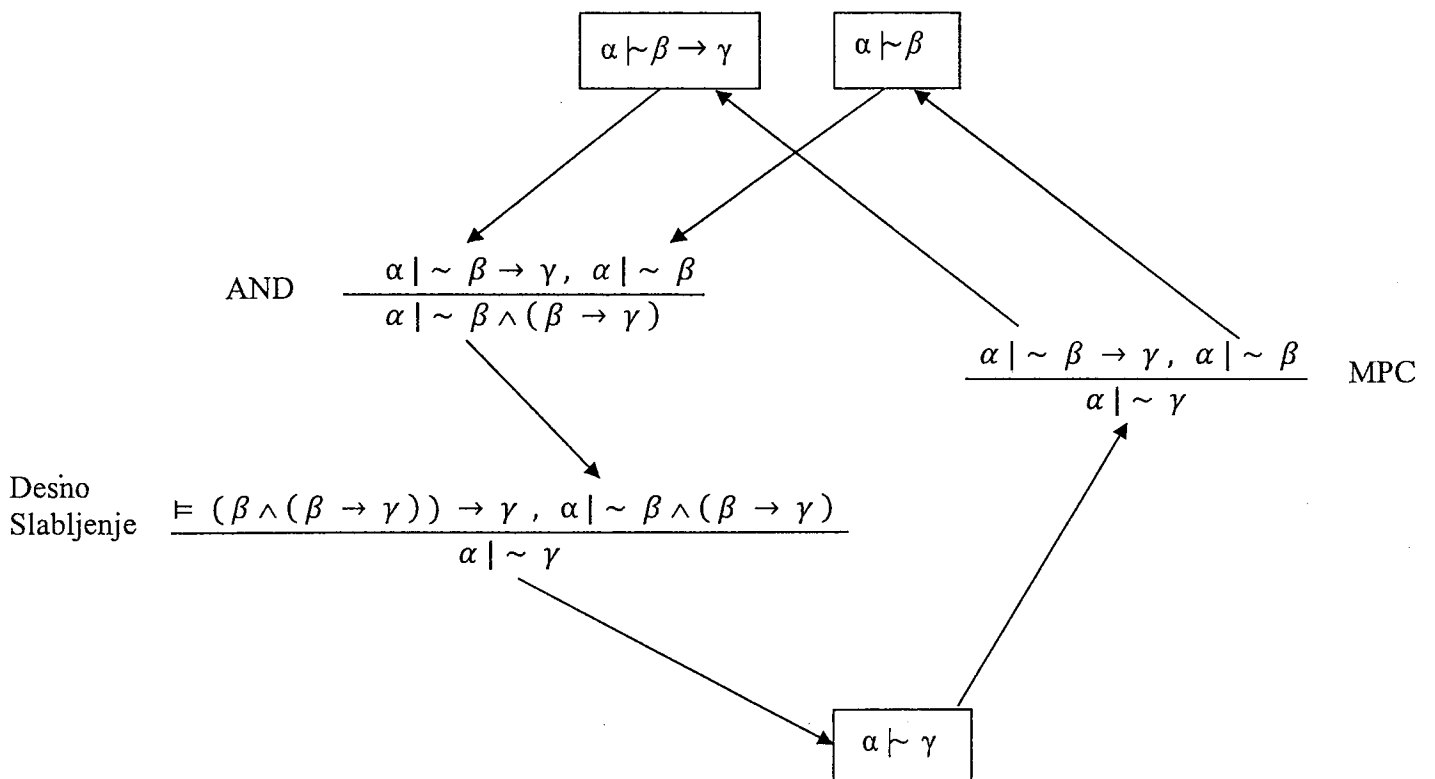 α |~ β → γ
α |~ β
AND
α | ~ β → γ , α | ~ β
α | ~ β ∧ ( β → γ )
α | ~ β → γ , α | ~ β
α | ~ γ
MPC
Desno
Slabljenje
⊨ ( β ∧ ( β → γ ) ) → γ , α | ~ β ∧ ( β → γ )
α | ~ γ
α |~ γ